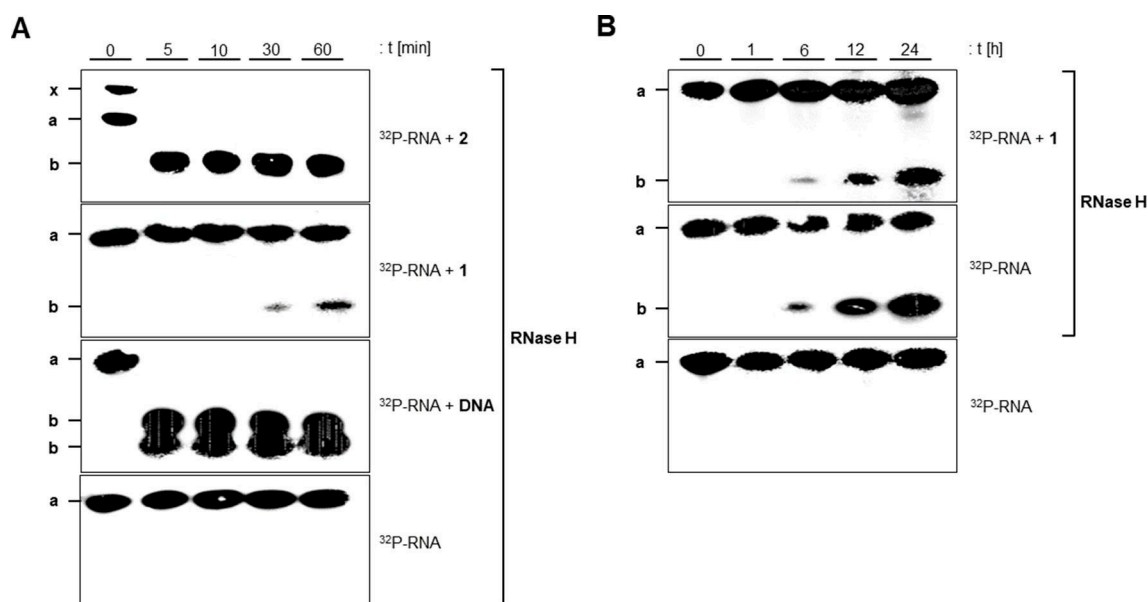 A
0 5 10 30 60 : t [min]
x
a
b
³²P-RNA + 2
a
b
³²P-RNA + 1
a
b
b
³²P-RNA + DNA
a
³²P-RNA
RNase H
B
0 1 6 12 24 : t [h]
a
b
³²P-RNA + 1
a
b
³²P-RNA
RNase H
a
³²P-RNA